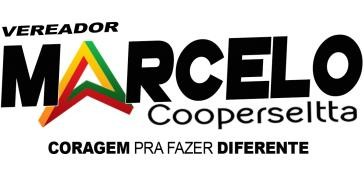 VEREADOR
MARCELO
Cooperseltta
CORAGEM PRA FAZER DIFERENTE